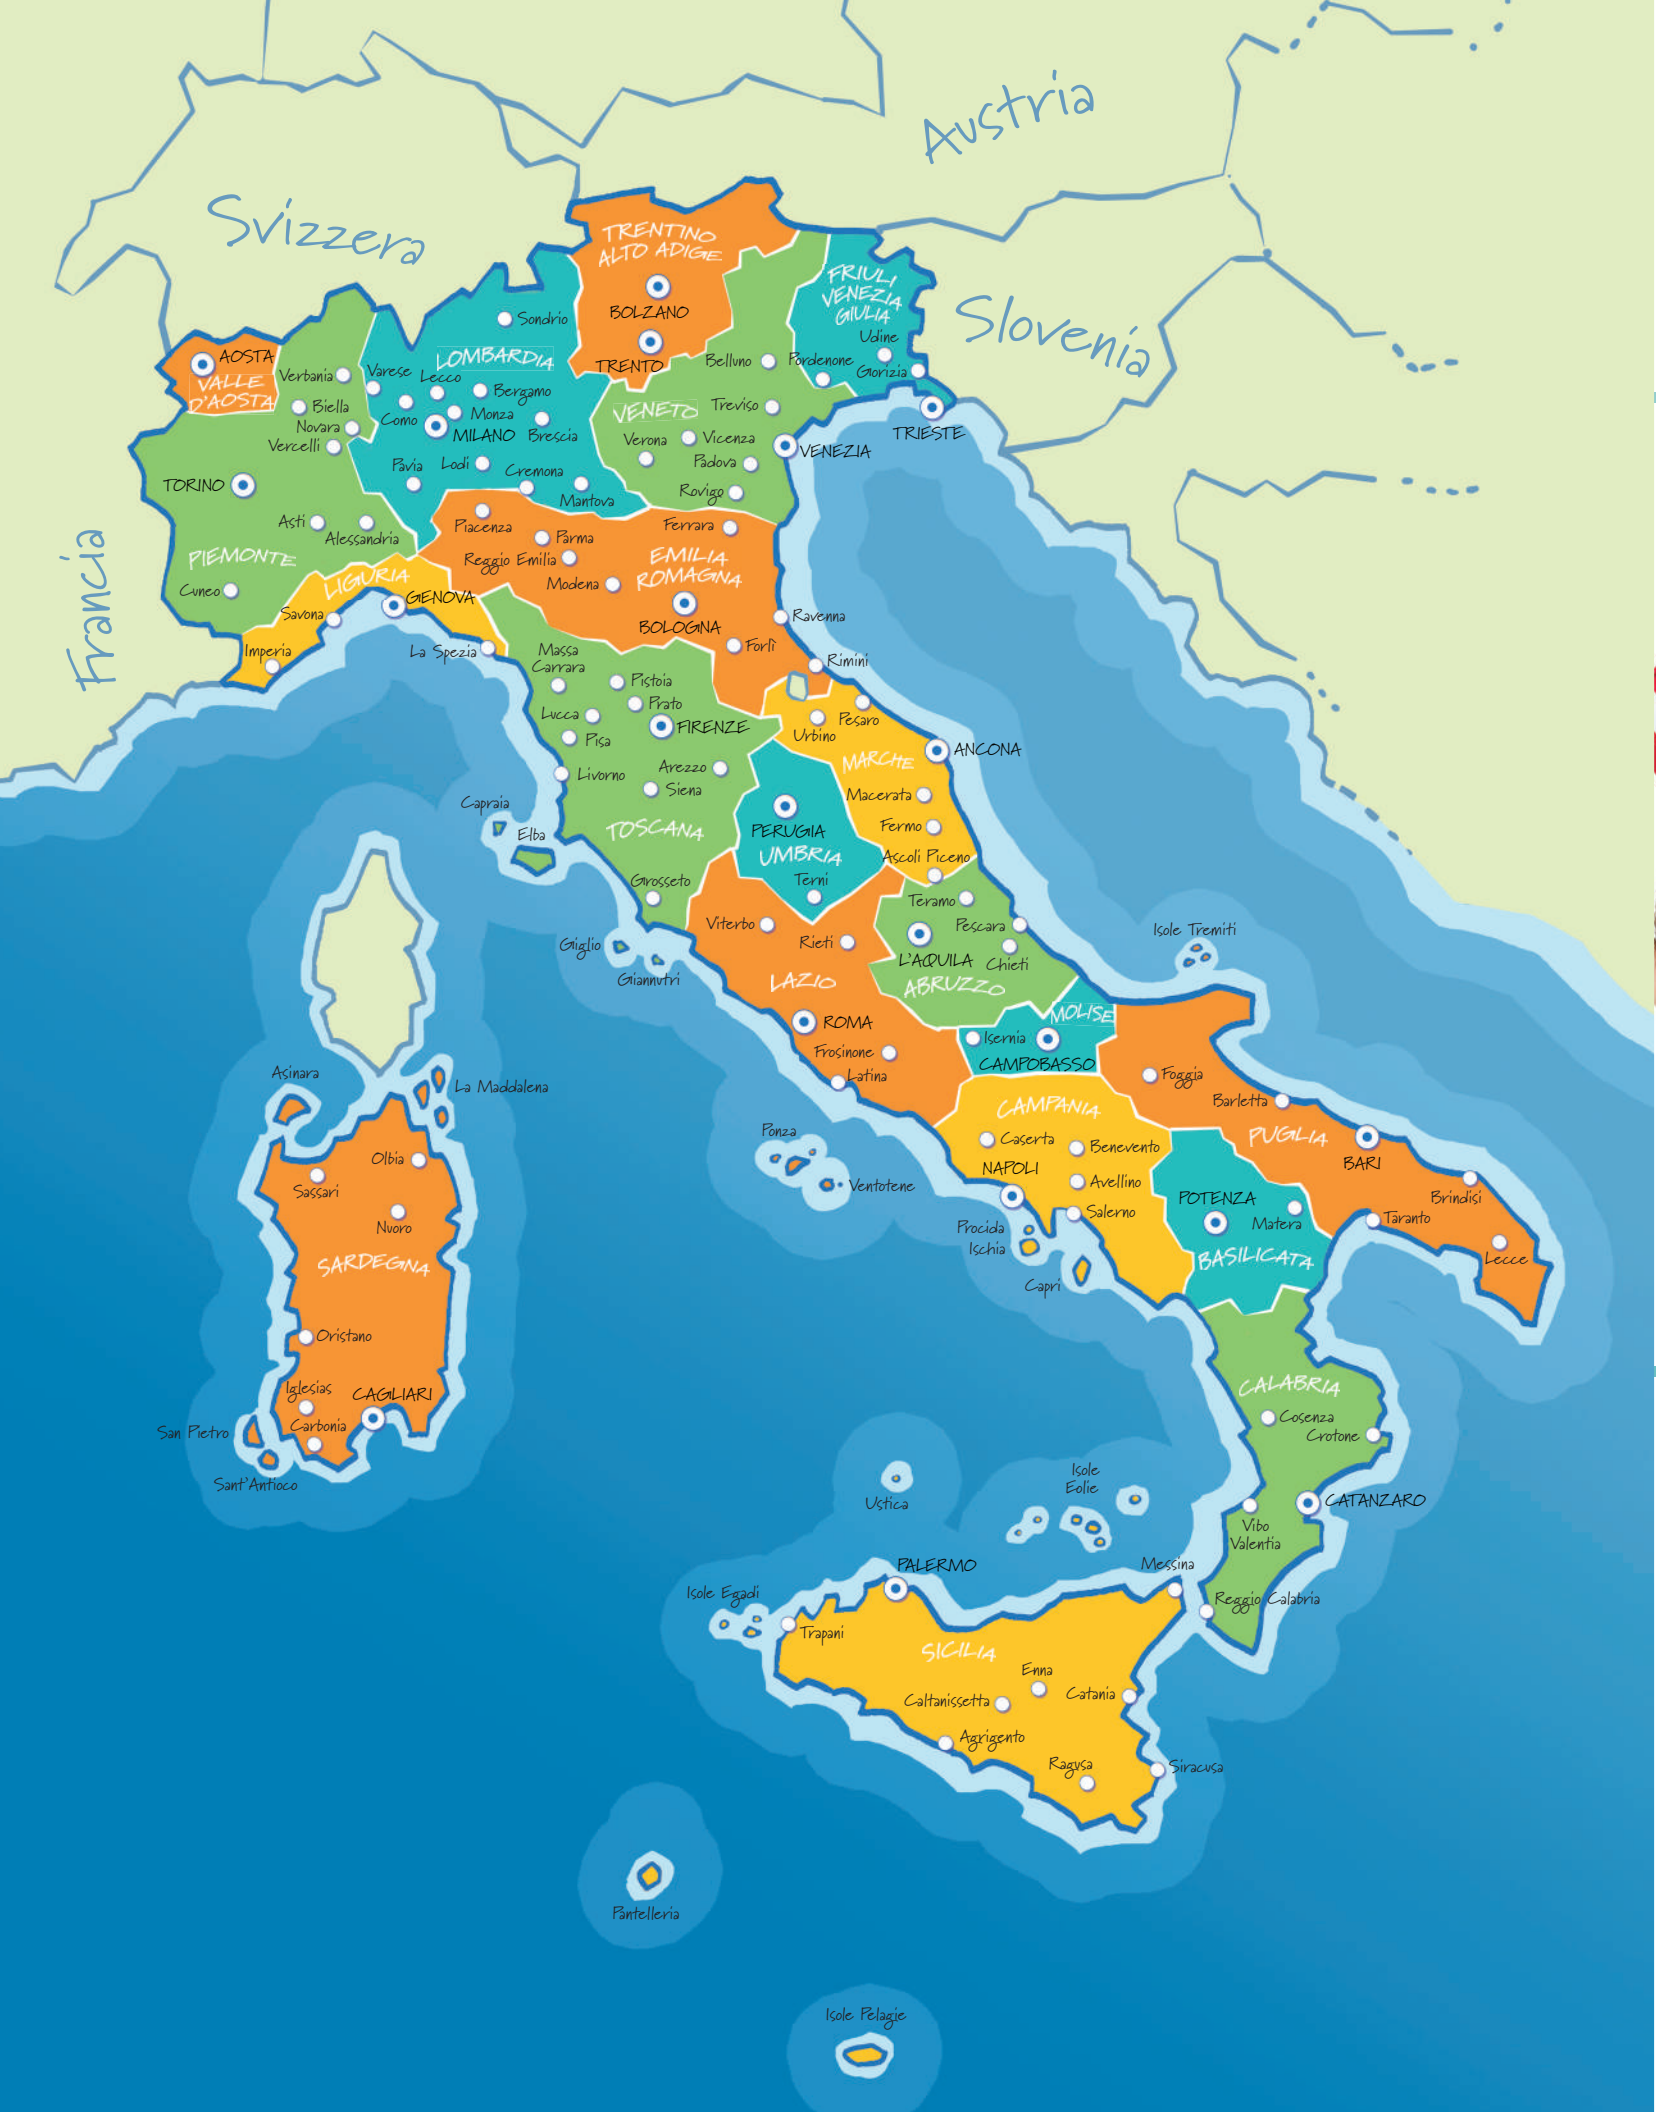 Austria
Svizzera
Slovenia
Francia
TRENTINO
ALTO ADIGE
BOLZANO
TRENTO
FRIULI
VENEZIA
GIULIA
Udine
Pordenone
Gorizia
TRIESTE
AOSTA
VALLE
D'AOSTA
Sondrio
LOMBARDIA
Verbania
Varese
Lecco
Bergamo
Biella
Como
Monza
Novara
MILANO
Brescia
Vercelli
Pavia
Lodi
Cremona
Mantova
Belluno
VENETO
Treviso
Verona
Vicenza
VENEZIA
Padova
Rovigo
TORINO
Asti
Alessandria
PIEMONTE
Cuneo
LIGURIA
GENOVA
Savona
Imperia
La Spezia
Piacenza
Parma
Ferrara
Reggio Emilia
EMILIA
ROMAGNA
Modena
BOLOGNA
Ravenna
Forlì
Rimini
Massa
Carrara
Pistoia
Prato
Lucca
FIRENZE
Pisa
Livorno
Arezzo
Siena
TOSCANA
Grosseto
Capraia
Elba
Giglio
Giannutri
Pesaro
Urbino
ANCONA
MARCHE
Macerata
Fermo
Ascoli Piceno
PERUGIA
UMBRIA
Terni
Viterbo
Rieti
LAZIO
ROMA
Frosinone
Latina
Teramo
Pescara
L'AQUILA
Chieti
ABRUZZO
Isole Tremiti
MOLISE
Isernia
CAMPOBASSO
Foggia
Barletta
PUGLIA
BARI
Brindisi
Taranto
Lecce
CAMPANIA
Caserta
Benevento
NAPOLI
Avellino
Salerno
Procida
Ischia
Capri
Ponza
Ventotene
POTENZA
Matera
BASILICATA
CALABRIA
Cosenza
Crotone
CATANZARO
Vibo
Valentia
Reggio Calabria
Asinara
La Maddalena
Olbia
Sassari
Nuoro
SARDEGNA
Oristano
Iglesias
CAGLIARI
Carbonia
San Pietro
Sant'Antioco
Ustica
Isole
Eolie
Messina
PALERMO
Isole Egadi
Trapani
SICILIA
Enna
Caltanissetta
Catania
Agrigento
Ragusa
Siracusa
Pantelleria
Isole Pelagie